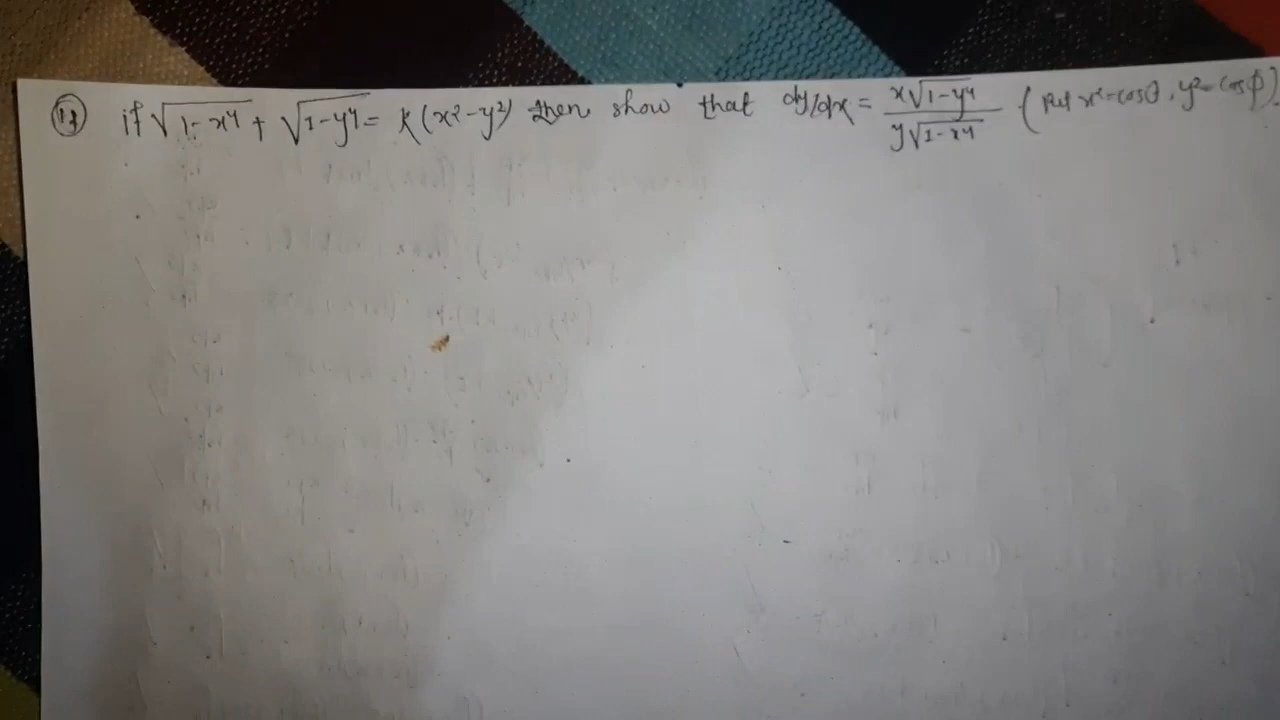 (19) if √1-x⁴ + √1-y⁴ = k(x²-y²) then show that dy/dx = x√1-y⁴ / y√1-x⁴ (Put x²=cosθ, y²=cosϕ)